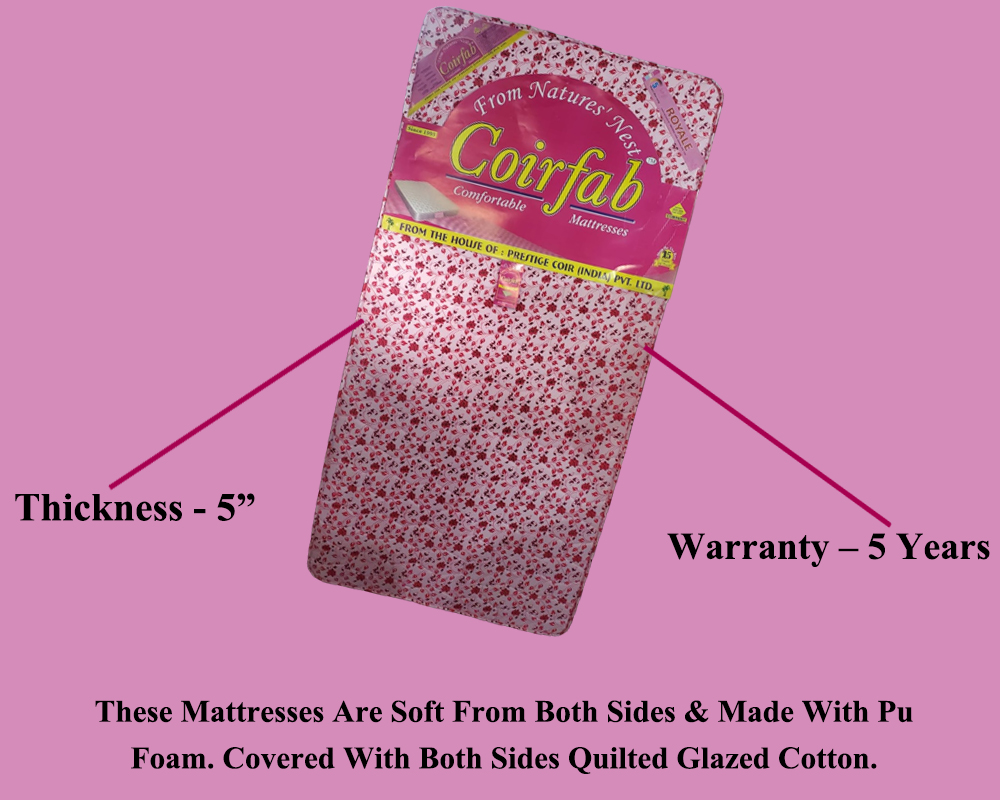 Coirfab
From Natures' Nest
ROYALE
Since 1993
Coirfab
Comfortable
Mattresses
FROM THE HOUSE OF : PRESTIGE COIR (INDIA) PVT. LTD.
Thickness - 5”
Warranty – 5 Years
These Mattresses Are Soft From Both Sides & Made With Pu
Foam. Covered With Both Sides Quilted Glazed Cotton.